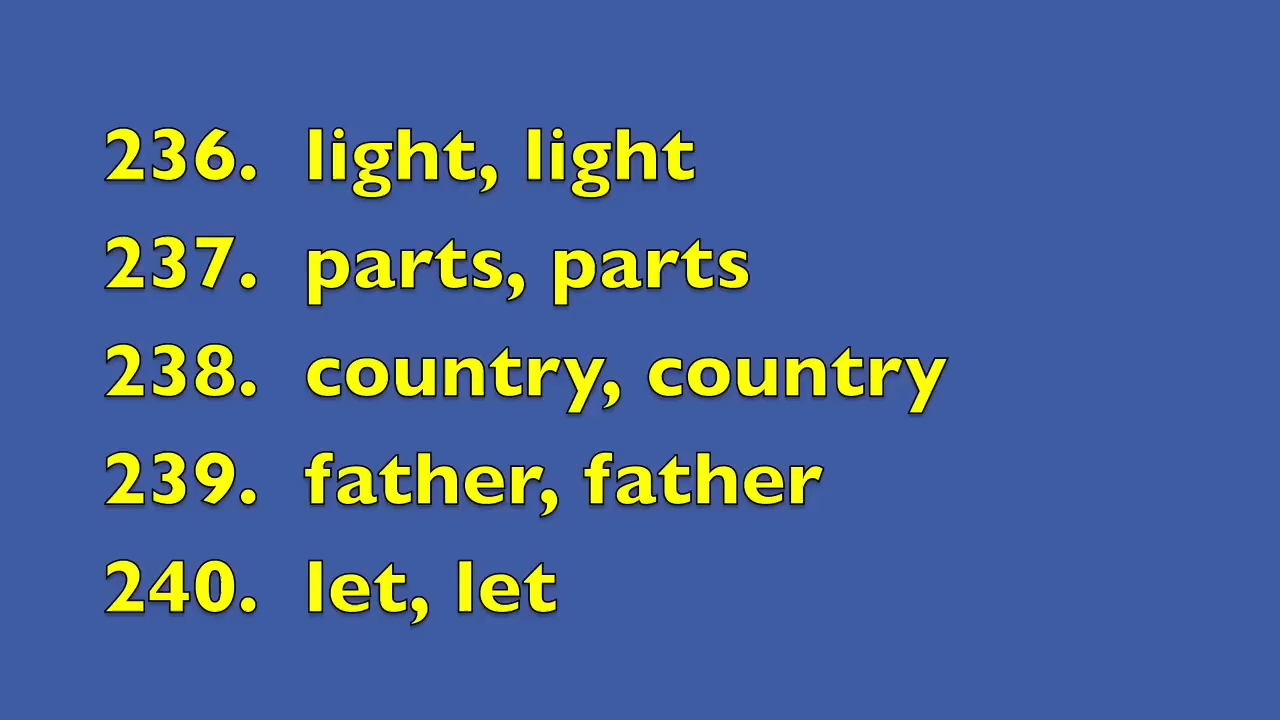 236. light, light
237. parts, parts
238. country, country
239. father, father
240. let, let